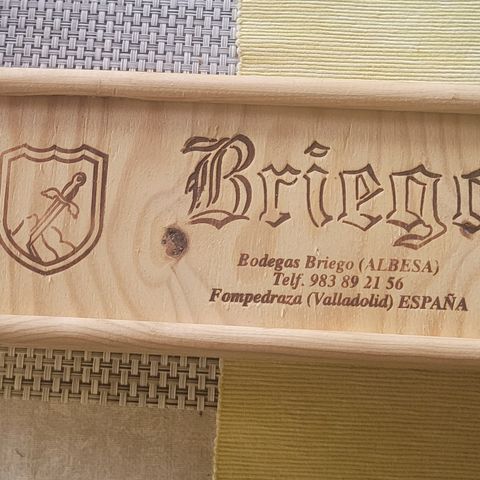 Briego
Bodegas Briego (ALBESA)
Telf. 983 89 21 56
Fompedraza (Valladolid) ESPAÑA